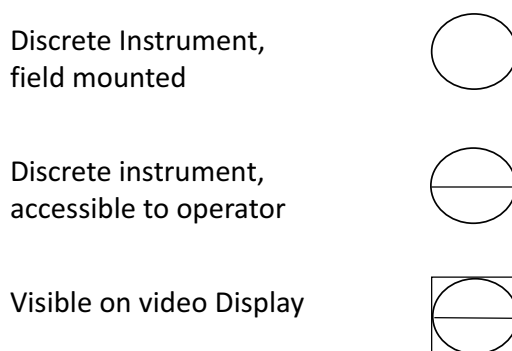 Discrete Instrument,
field mounted
Discrete instrument,
accessible to operator
Visible on video Display